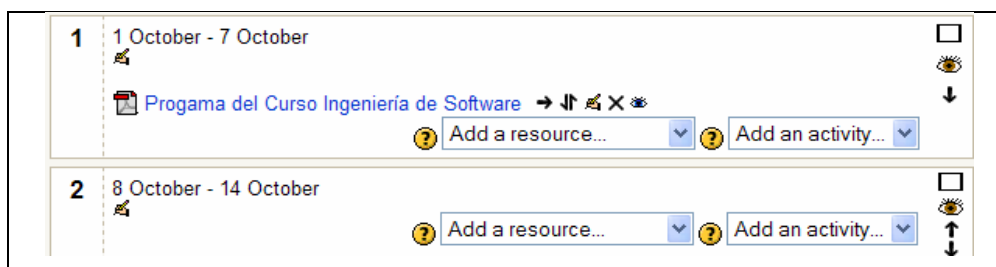 1 1 October - 7 October
Progama del Curso Ingeniería de Software
Add a resource... Add an activity...
2 8 October - 14 October
Add a resource... Add an activity...